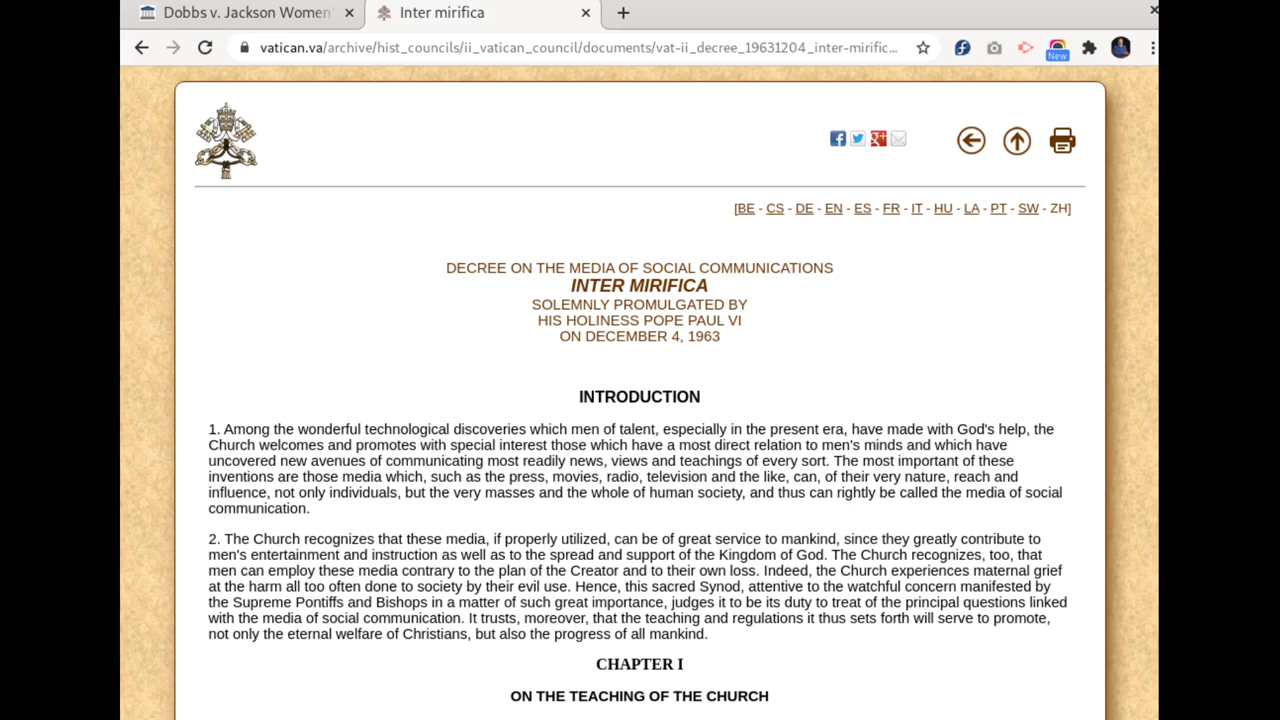 Dobbs v. Jackson Women'
Inter mirifica
vatican.va/archive/hist_councils/ii_vatican_council/documents/vat-ii_decree_19631204_inter-mirific...
New
[BE - CS - DE - EN - ES - FR - IT - HU - LA - PT - SW - ZH]
DECREE ON THE MEDIA OF SOCIAL COMMUNICATIONS
INTER MIRIFICA
SOLEMNLY PROMULGATED BY
HIS HOLINESS POPE PAUL VI
ON DECEMBER 4, 1963
INTRODUCTION
1. Among the wonderful technological discoveries which men of talent, especially in the present era, have made with God's help, the
Church welcomes and promotes with special interest those which have a most direct relation to men's minds and which have
uncovered new avenues of communicating most readily news, views and teachings of every sort. The most important of these
inventions are those media which, such as the press, movies, radio, television and the like, can, of their very nature, reach and
influence, not only individuals, but the very masses and the whole of human society, and thus can rightly be called the media of social
communication.
2. The Church recognizes that these media, if properly utilized, can be of great service to mankind, since they greatly contribute to
men's entertainment and instruction as well as to the spread and support of the Kingdom of God. The Church recognizes, too, that
men can employ these media contrary to the plan of the Creator and to their own loss. Indeed, the Church experiences maternal grief
at the harm all too often done to society by their evil use. Hence, this sacred Synod, attentive to the watchful concern manifested by
the Supreme Pontiffs and Bishops in a matter of such great importance, judges it to be its duty to treat of the principal questions linked
with the media of social communication. It trusts, moreover, that the teaching and regulations it thus sets forth will serve to promote,
not only the eternal welfare of Christians, but also the progress of all mankind.
CHAPTER I
ON THE TEACHING OF THE CHURCH